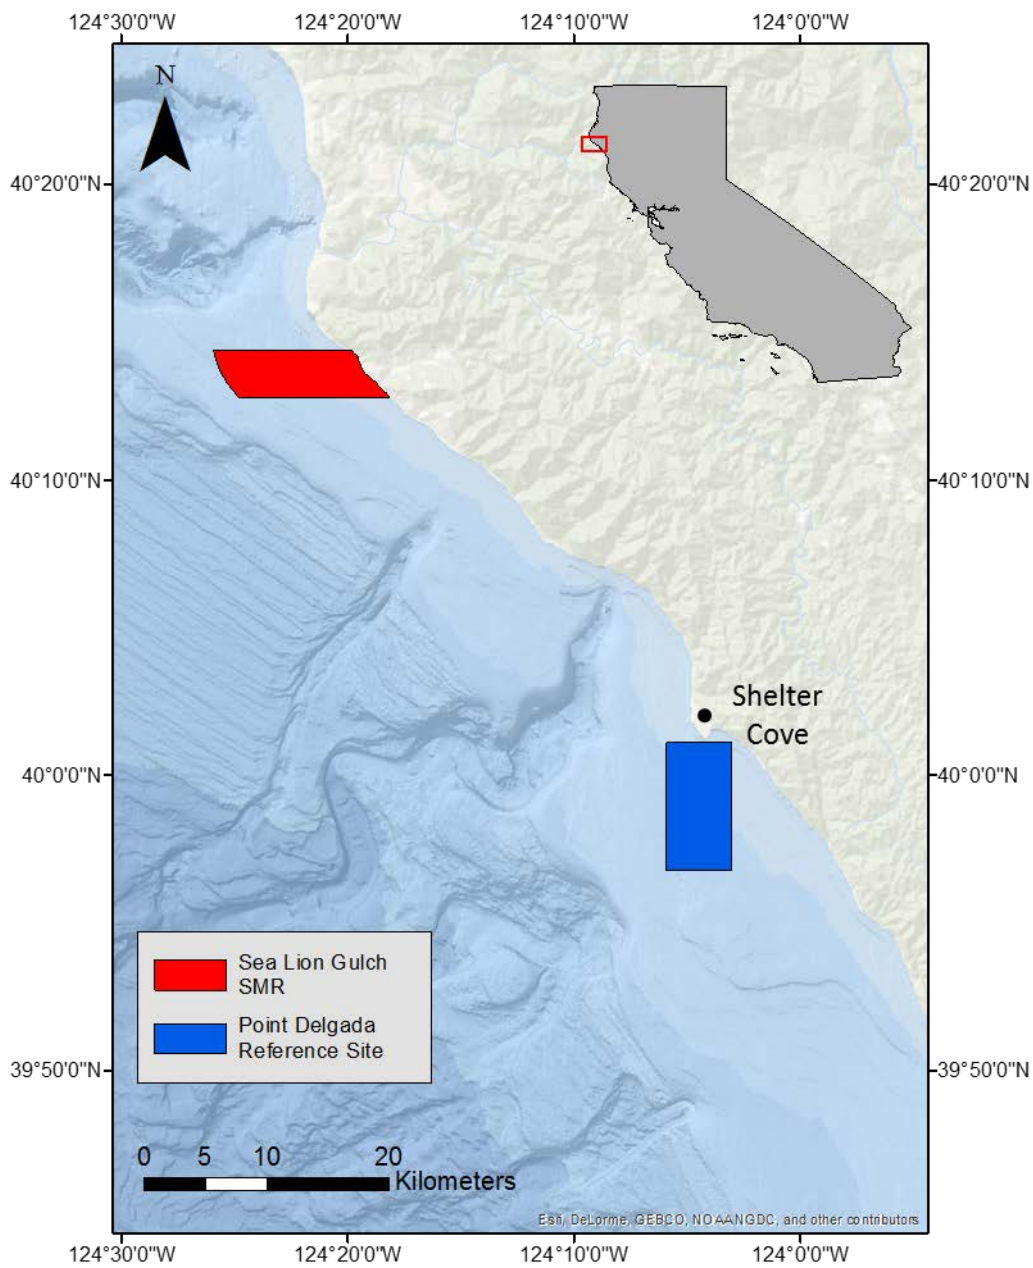 124°30'0"W 124°20'0"W 124°10'0"W 124°0'0"W
N
40°20'0"N 40°20'0"N
40°10'0"N 40°10'0"N
Shelter
Cove
40°0'0"N 40°0'0"N
Sea Lion Gulch
SMR
Point Delgada
Reference Site
39°50'0"N 39°50'0"N
0 5 10 20
Kilometers
Esri, DeLorme, GEBCO, NOAANGDC, and other contributors
124°30'0"W 124°20'0"W 124°10'0"W 124°0'0"W